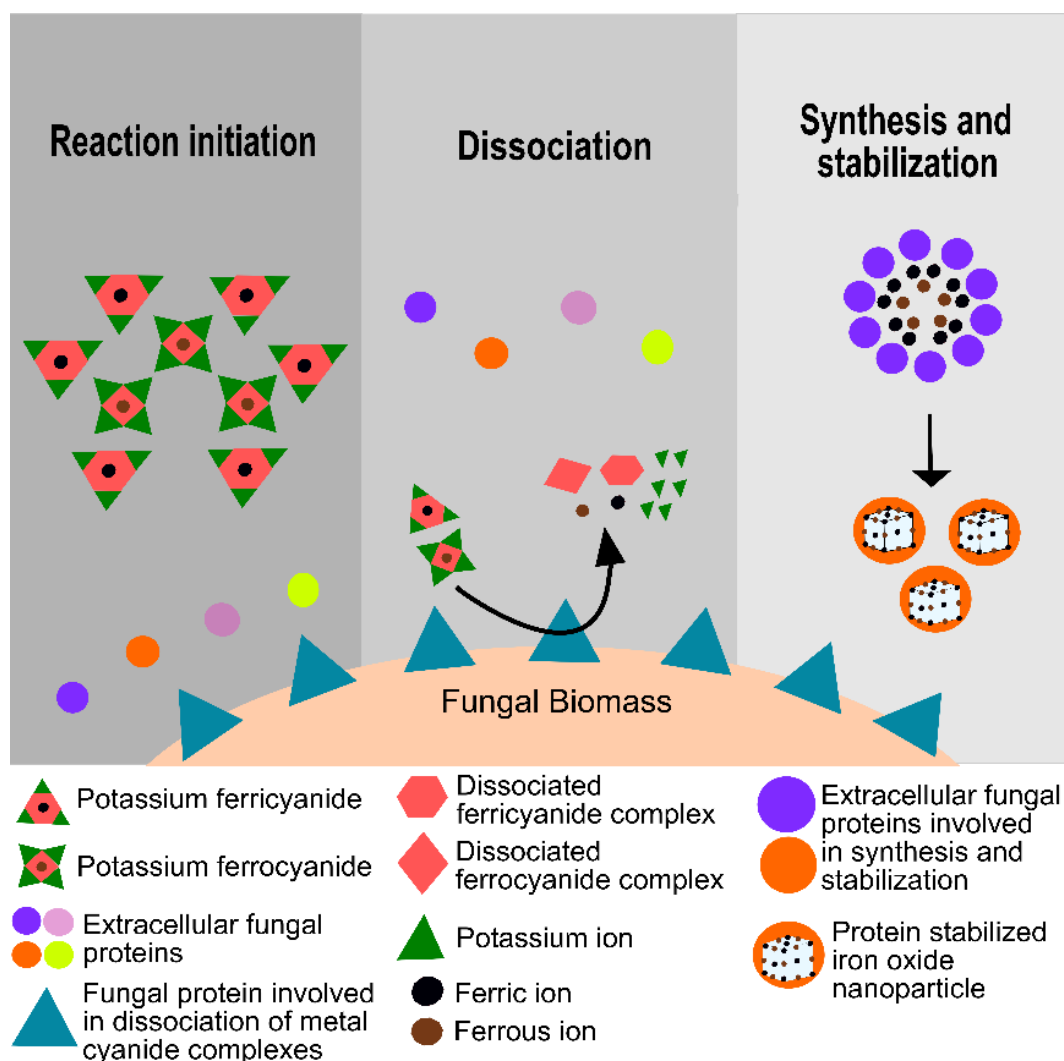 Reaction initiation
Dissociation
Synthesis and
stabilization
Fungal Biomass
Potassium ferricyanide
Potassium ferrocyanide
Extracellular fungal
proteins
Fungal protein involved
in dissociation of metal
cyanide complexes
Dissociated
ferricyanide complex
Dissociated
ferrocyanide complex
Potassium ion
Ferric ion
Ferrous ion
Extracellular fungal
proteins involved
in synthesis and
stabilization
Protein stabilized
iron oxide
nanoparticle